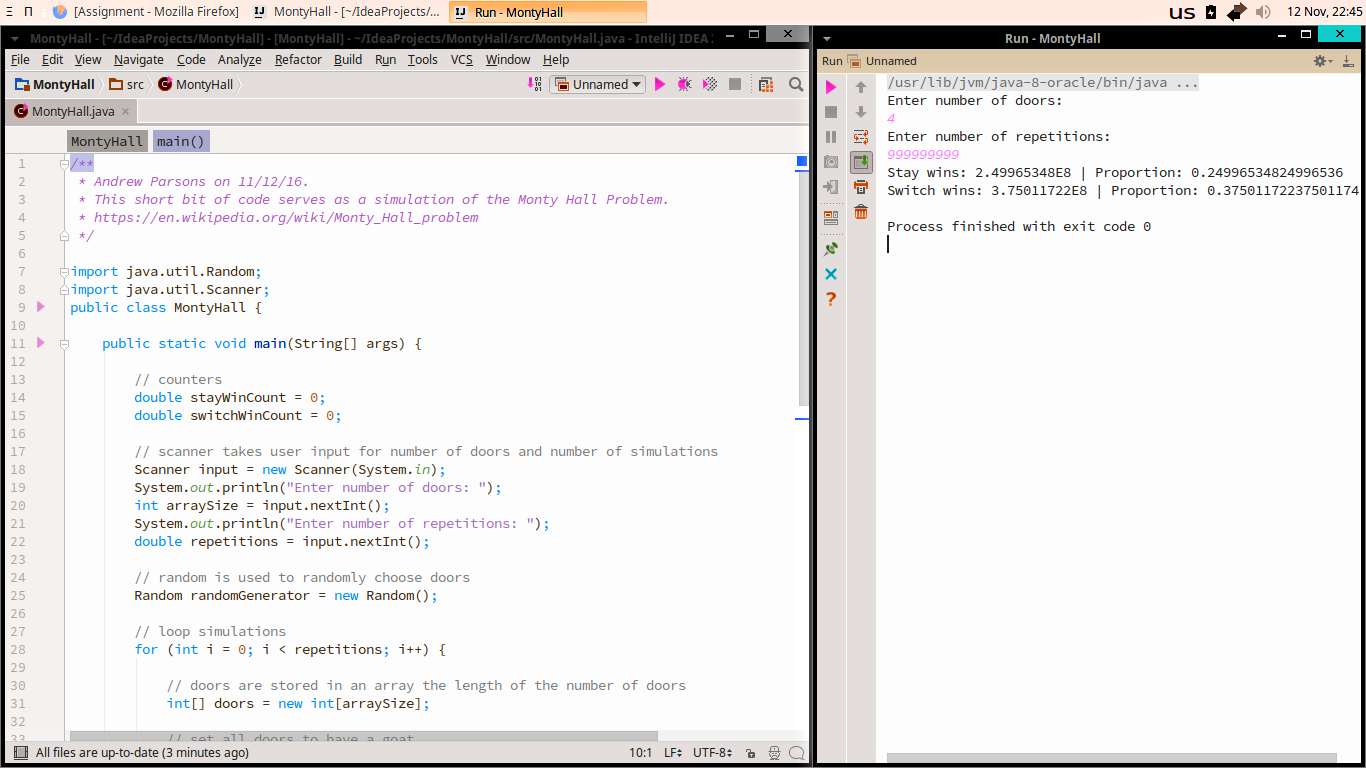 [Assignment - Mozilla Firefox] MontyHall - [~/IdeaProjects/... Run - MontyHall us 12 Nov, 22:45
MontyHall - [~/IdeaProjects/MontyHall] - [MontyHall] - ~/IdeaProjects/MontyHall/src/MontyHall.java - IntelliJ IDEA
File Edit View Navigate Code Analyze Refactor Build Run Tools VCS Window Help
MontyHall src MontyHall Unnamed
MontyHall.java
MontyHall main()
1 /**
2 * Andrew Parsons on 11/12/16.
3 * This short bit of code serves as a simulation of the Monty Hall Problem.
4 * https://en.wikipedia.org/wiki/Monty_Hall_problem
5 */
6
7 import java.util.Random;
8 import java.util.Scanner;
9 public class MontyHall {
10
11 public static void main(String[] args) {
12
13 // counters
14 double stayWinCount = 0;
15 double switchWinCount = 0;
16
17 // scanner takes user input for number of doors and number of simulations
18 Scanner input = new Scanner(System.in);
19 System.out.println("Enter number of doors: ");
20 int arraySize = input.nextInt();
21 System.out.println("Enter number of repetitions: ");
22 double repetitions = input.nextInt();
23
24 // random is used to randomly choose doors
25 Random randomGenerator = new Random();
26
27 // loop simulations
28 for (int i = 0; i < repetitions; i++) {
29
30 // doors are stored in an array the length of the number of doors
31 int[] doors = new int[arraySize];
32
33 // set all doors to have a goat
All files are up-to-date (3 minutes ago) 10:1 LF UTF-8
Run - MontyHall
Run Unnamed
/usr/lib/jvm/java-8-oracle/bin/java ...
Enter number of doors:
4
Enter number of repetitions:
999999999
Stay wins: 2.49965348E8 | Proportion: 0.24996534824996536
Switch wins: 3.75011722E8 | Proportion: 0.37501172237501174
Process finished with exit code 0